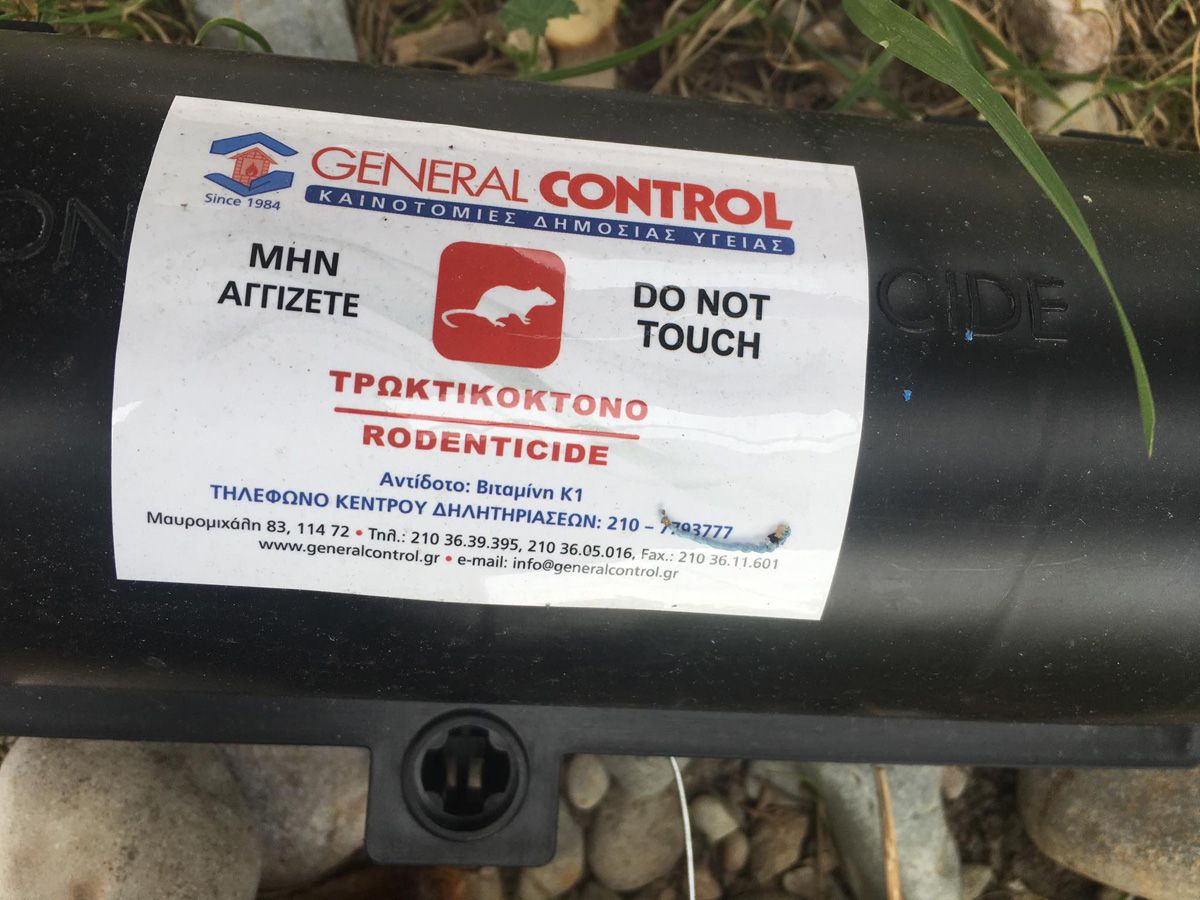 GENERAL CONTROL
Since 1984
ΚΑΙΝΟΤΟΜΙΕΣ ΔΗΜΟΣΙΑΣ ΥΓΕΙΑΣ
ΜΗΝ
ΑΓΓΙΖΕΤΕ
DO NOT
TOUCH
ON
CIDE
ΤΡΩΚΤΙΚΟΚΤΟΝΟ
RODENTICIDE
Αντίδοτο: Βιταμίνη Κ1
ΤΗΛΕΦΩΝΟ ΚΕΝΤΡΟΥ ΔΗΛΗΤΗΡΙΑΣΕΩΝ: 210 – 7793777
Μαυρομιχάλη 83, 114 72 • Τηλ.: 210 36.39.395, 210 36.05.016, Fax.: 210 36.11.601
www.generalcontrol.gr • e-mail: info@generalcontrol.gr